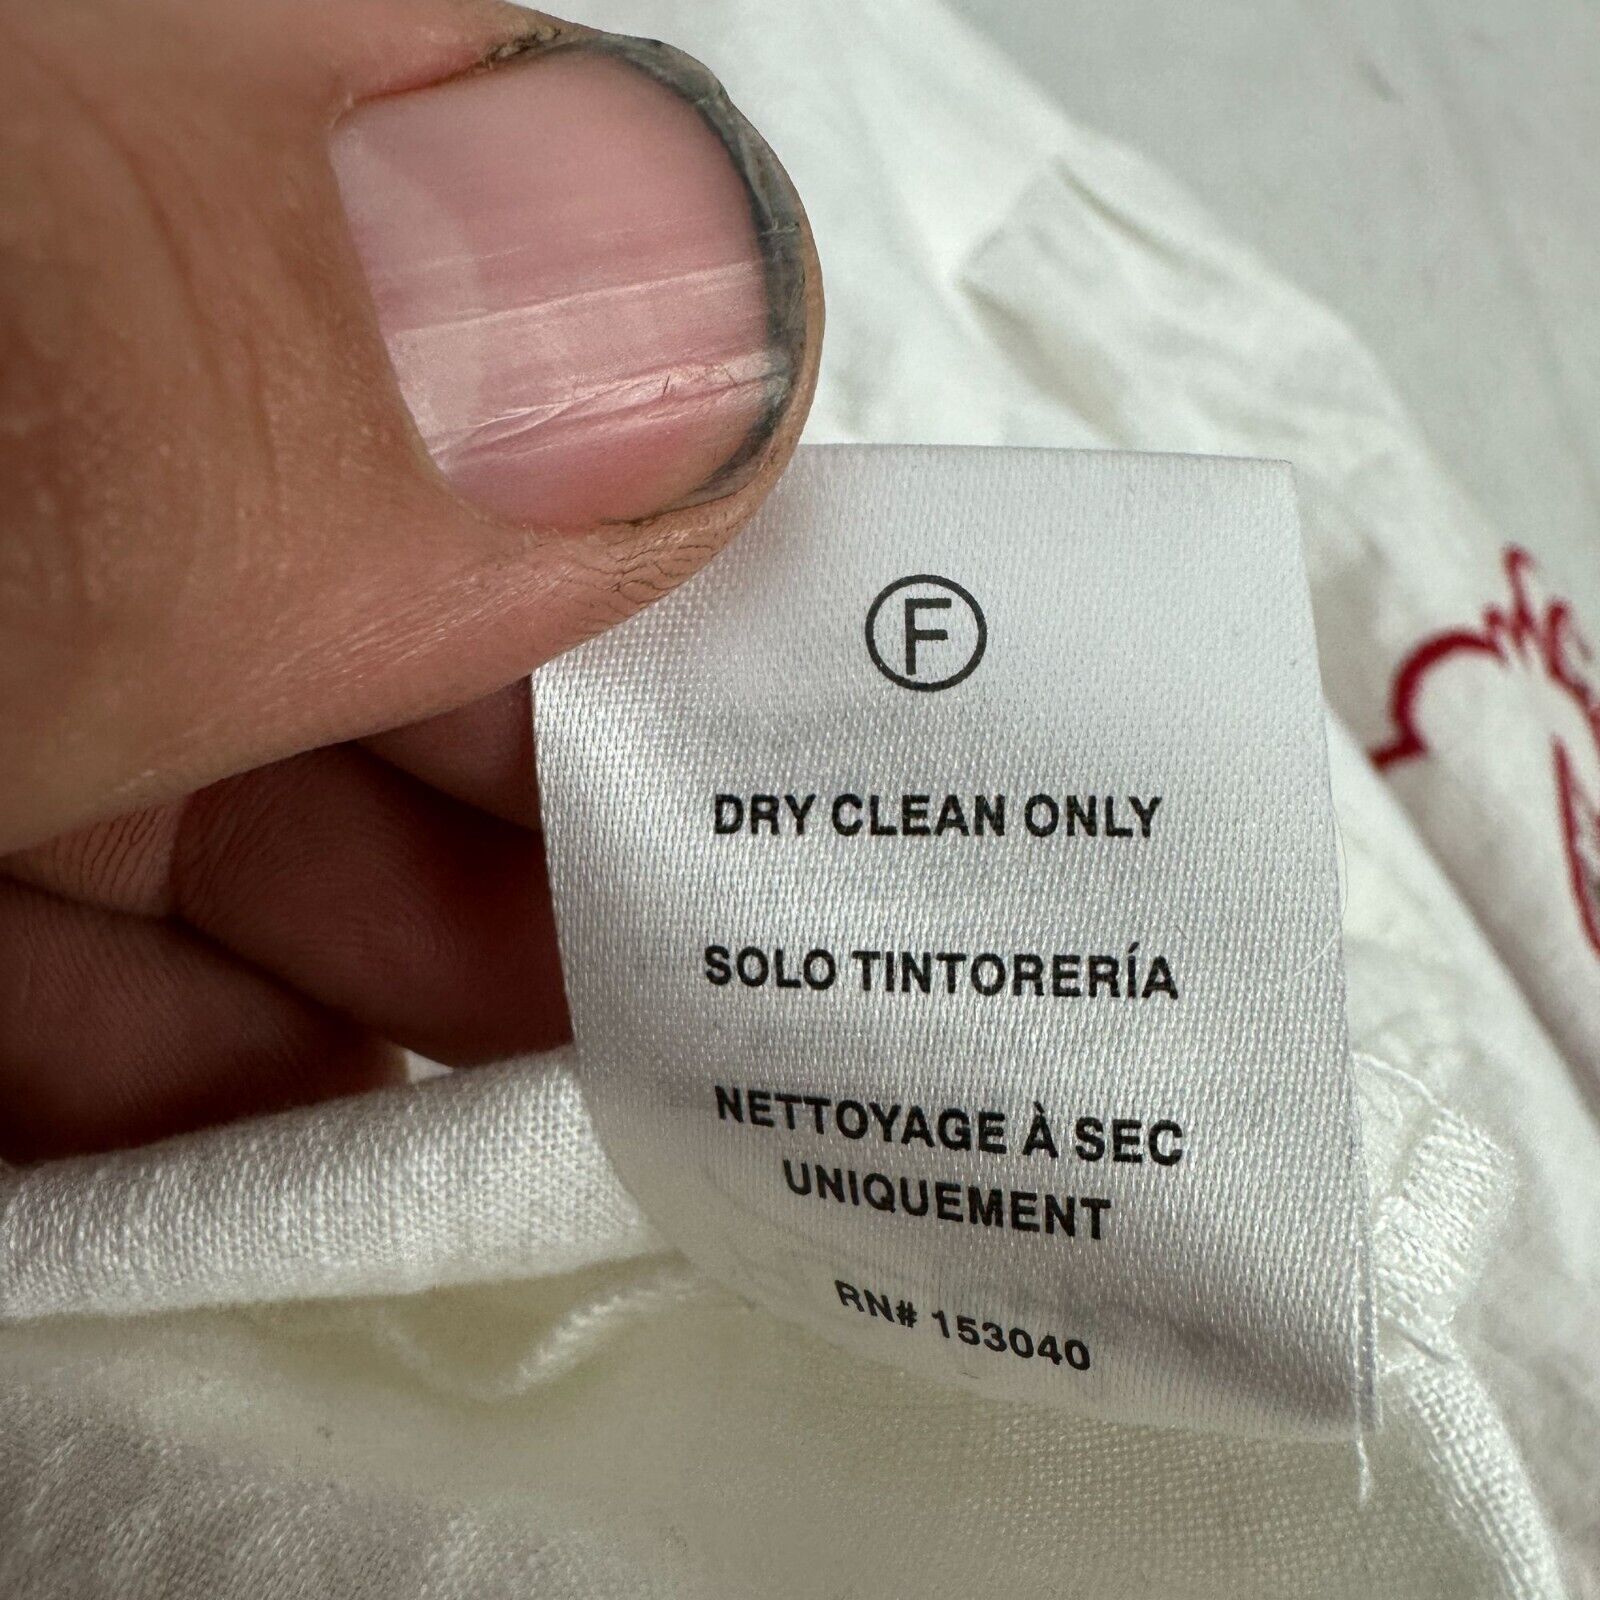 F
DRY CLEAN ONLY
SOLO TINTORERÍA
NETTOYAGE À SEC
UNIQUEMENT
RN# 153040